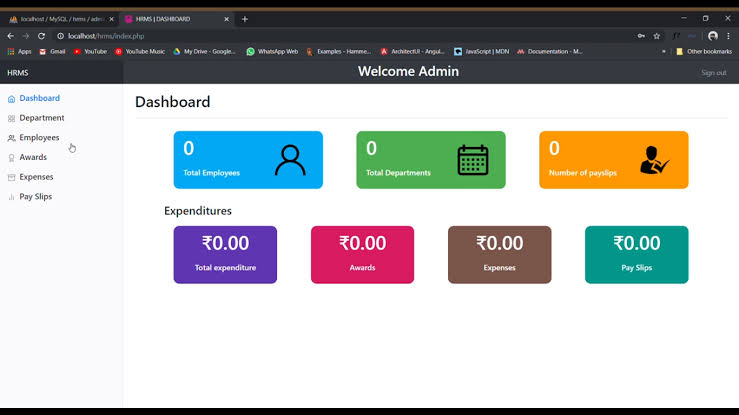 localhost / MySQL / hrms / admi
HRMS | DASHBOARD
localhost/hrms/index.php
Apps Gmail YouTube YouTube Music My Drive - Google... WhatsApp Web Examples - Hamme... ArchitectUI - Angul... JavaScript | MDN Documentation - M... » Other bookmarks
HRMS
Welcome Admin
Sign out
Dashboard
Department
Employees
Awards
Expenses
Pay Slips
Dashboard
0
Total Employees
0
Total Departments
0
Number of payslips
Expenditures
₹0.00
Total expenditure
₹0.00
Awards
₹0.00
Expenses
₹0.00
Pay Slips